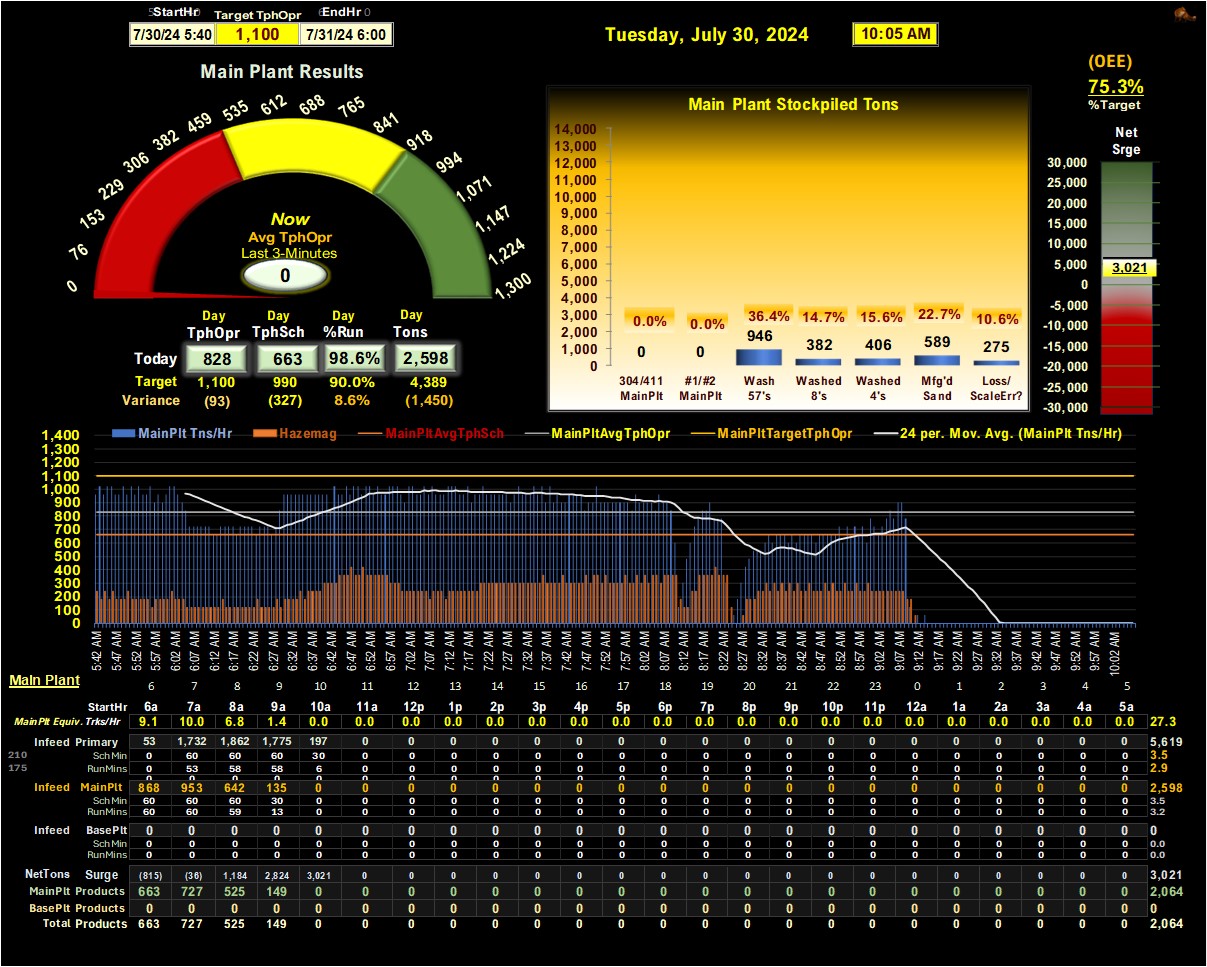 StartHr Target TphOpr EndHr
7/30/24 5:40 1,100 7/31/24 6:00
Tuesday, July 30, 2024 10:05 AM
(OEE)
75.3%
%Target
Main Plant Results
0 76 153 229 306 382 459 535 612 688 765 841 918 994 1,071 1,147 1,224 1,300
Now
Avg TphOpr
Last 3-Minutes
0
Day Day Day Day
TphOpr TphSch %Run Tons
Today 828 663 98.6% 2,598
Target 1,100 990 90.0% 4,389
Variance (93) (327) 8.6% (1,450)
Main Plant Stockpiled Tons
14,000
13,000
12,000
11,000
10,000
9,000
8,000
7,000
6,000
5,000
4,000
3,000
2,000
1,000
0
0.0% 0.0% 36.4% 14.7% 15.6% 22.7% 10.6%
0 0 946 382 406 589 275
304/411 #1/#2 Wash Washed Washed Mfg'd Loss/
MainPlt MainPlt 57's 8's 4's Sand ScaleErr?
Net
Srge
30,000
25,000
20,000
15,000
10,000
5,000
0
-5,000
-10,000
-15,000
-20,000
-25,000
-30,000
3,021
MainPlt Tns/Hr Hazemag MainPltAvgTphSch MainPltAvgTphOpr MainPltTargetTphOpr 24 per. Mov. Avg. (MainPlt Tns/Hr)
1,400
1,300
1,200
1,100
1,000
900
800
700
600
500
400
300
200
100
0
5:42 AM 5:47 AM 5:52 AM 5:57 AM 6:02 AM 6:07 AM 6:12 AM 6:17 AM 6:22 AM 6:27 AM 6:32 AM 6:37 AM 6:42 AM 6:47 AM 6:52 AM 6:57 AM 7:02 AM 7:07 AM 7:12 AM 7:17 AM 7:22 AM 7:27 AM 7:32 AM 7:37 AM 7:42 AM 7:47 AM 7:52 AM 7:57 AM 8:02 AM 8:07 AM 8:12 AM 8:17 AM 8:22 AM 8:27 AM 8:32 AM 8:37 AM 8:42 AM 8:47 AM 8:52 AM 8:57 AM 9:02 AM 9:07 AM 9:12 AM 9:17 AM 9:22 AM 9:27 AM 9:32 AM 9:37 AM 9:42 AM 9:47 AM 9:52 AM 9:57 AM 10:02 AM
Main Plant
6 7 8 9 10 11 12 13 14 15 16 17 18 19 20 21 22 23 0 1 2 3 4 5
StartHr 6a 7a 8a 9a 10a 11a 12p 1p 2p 3p 4p 5p 6p 7p 8p 9p 10p 11p 12a 1a 2a 3a 4a 5a
MainPlt Equiv. Trks/Hr 9.1 10.0 6.8 1.4 0.0 0.0 0.0 0.0 0.0 0.0 0.0 0.0 0.0 0.0 0.0 0.0 0.0 0.0 0.0 0.0 0.0 0.0 0.0 0.0 27.3
Infeed Primary 53 1,732 1,862 1,775 197 0 0 0 0 0 0 0 0 0 0 0 0 0 0 0 0 0 0 0 5,619
210 SchMin 0 60 60 60 30 0 0 0 0 0 0 0 0 0 0 0 0 0 0 0 0 0 0 0 3.5
175 RunMins 0 53 58 58 6 0 0 0 0 0 0 0 0 0 0 0 0 0 0 0 0 0 0 0 2.9
Infeed MainPlt 868 953 642 135 0 0 0 0 0 0 0 0 0 0 0 0 0 0 0 0 0 0 0 0 2,598
SchMin 60 60 60 30 0 0 0 0 0 0 0 0 0 0 0 0 0 0 0 0 0 0 0 0 3.5
RunMins 60 60 59 13 0 0 0 0 0 0 0 0 0 0 0 0 0 0 0 0 0 0 0 0 3.2
Infeed BasePlt 0 0 0 0 0 0 0 0 0 0 0 0 0 0 0 0 0 0 0 0 0 0 0 0 0
SchMin 0 0 0 0 0 0 0 0 0 0 0 0 0 0 0 0 0 0 0 0 0 0 0 0 0.0
RunMins 0 0 0 0 0 0 0 0 0 0 0 0 0 0 0 0 0 0 0 0 0 0 0 0 0.0
NetTons Surge (815) (36) 1,184 2,824 3,021 0 0 0 0 0 0 0 0 0 0 0 0 0 0 0 0 0 0 0 3,021
MainPlt Products 663 727 525 149 0 0 0 0 0 0 0 0 0 0 0 0 0 0 0 0 0 0 0 0 2,064
BasePlt Products 0 0 0 0 0 0 0 0 0 0 0 0 0 0 0 0 0 0 0 0 0 0 0 0 0
Total Products 663 727 525 149 0 0 0 0 0 0 0 0 0 0 0 0 0 0 0 0 0 0 0 0 2,064